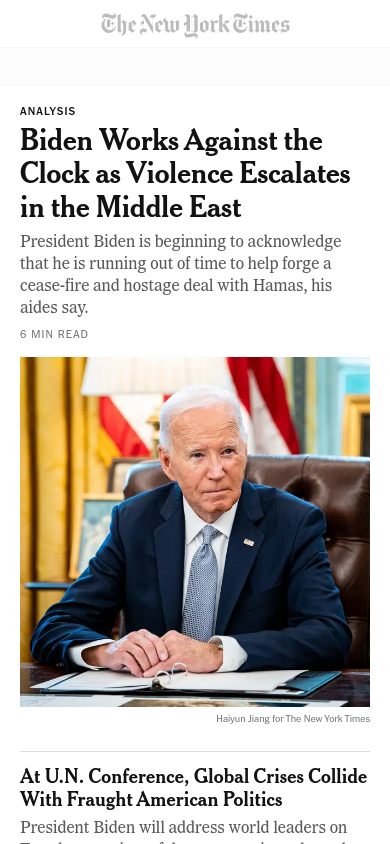 The New York Times
ANALYSIS
Biden Works Against the
Clock as Violence Escalates
in the Middle East
President Biden is beginning to acknowledge
that he is running out of time to help forge a
cease-fire and hostage deal with Hamas, his
aides say.
6 MIN READ
Haiyun Jiang for The New York Times
At U.N. Conference, Global Crises Collide
With Fraught American Politics
President Biden will address world leaders on